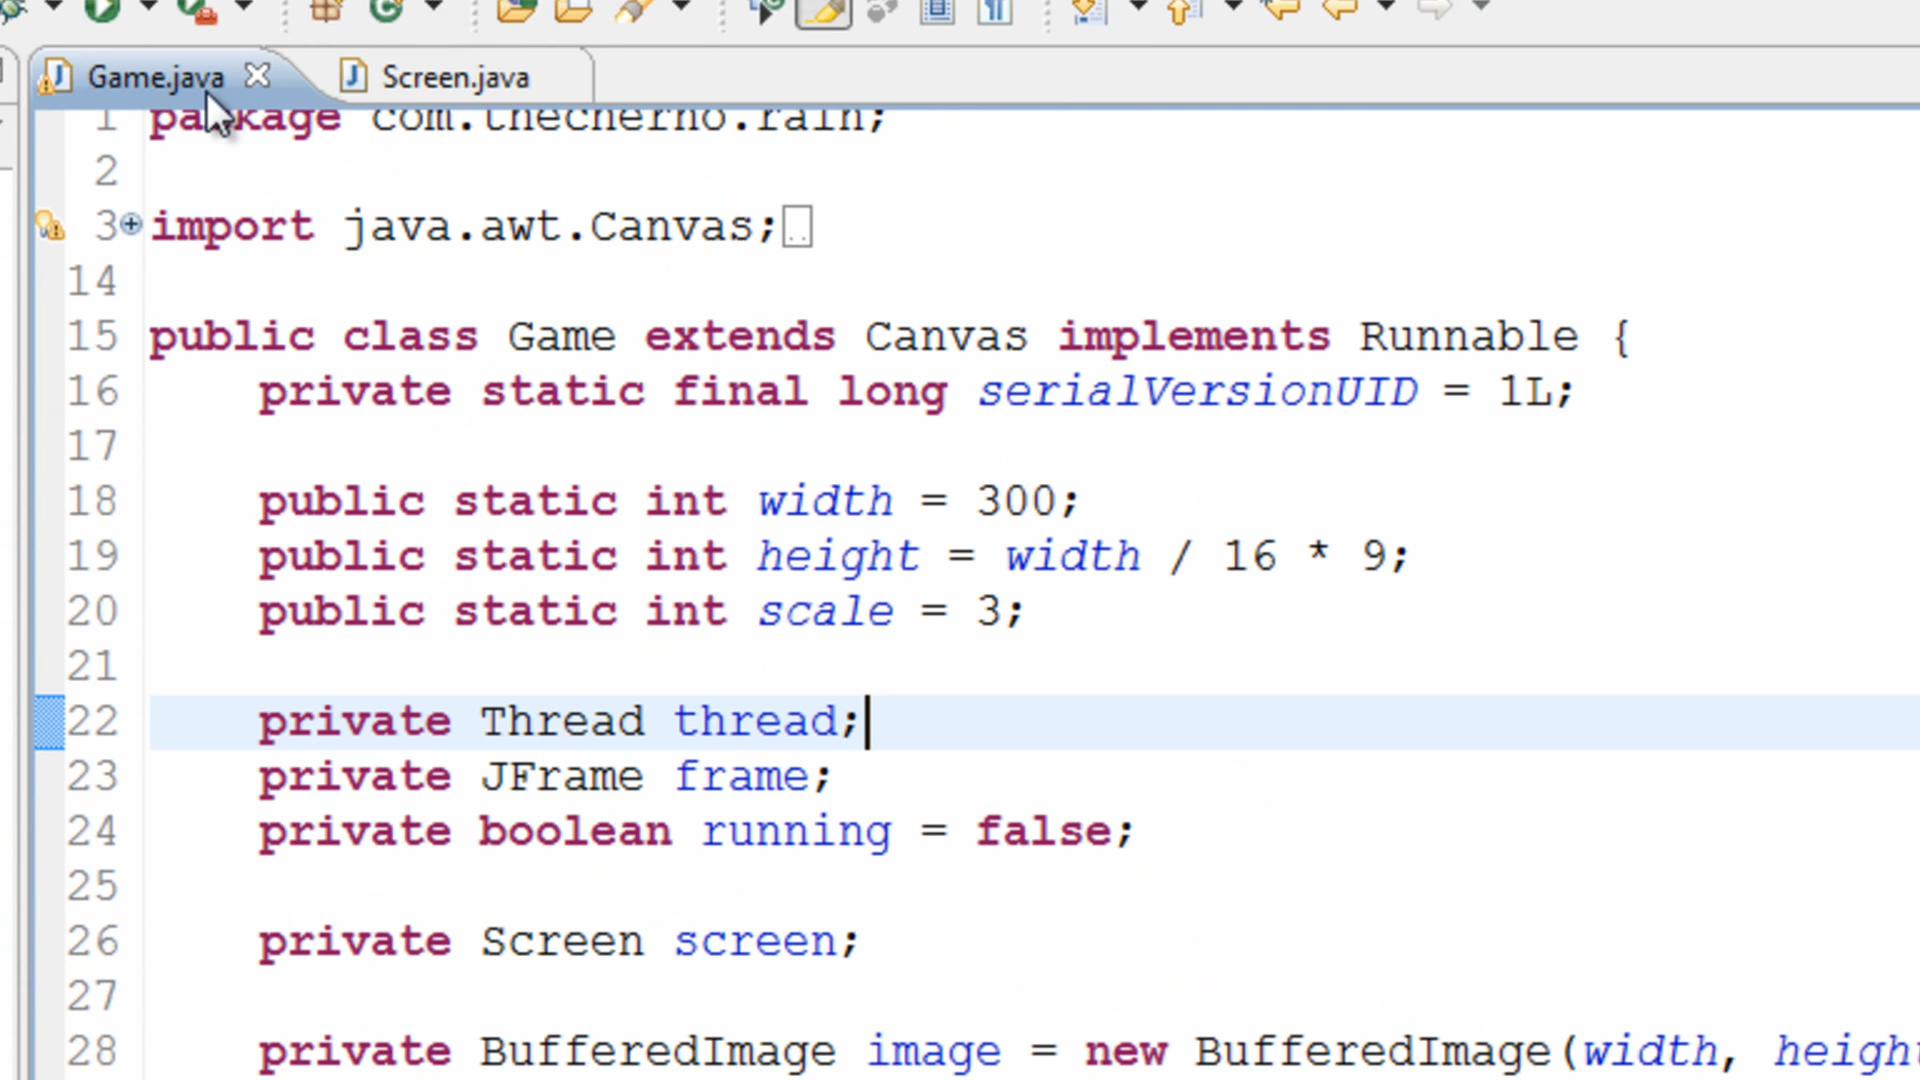 Game.java
Screen.java
1 package com.thecherno.rain;
2
3 import java.awt.Canvas;
14
15 public class Game extends Canvas implements Runnable {
16 private static final long serialVersionUID = 1L;
17
18 public static int width = 300;
19 public static int height = width / 16 * 9;
20 public static int scale = 3;
21
22 private Thread thread;
23 private JFrame frame;
24 private boolean running = false;
25
26 private Screen screen;
27
28 private BufferedImage image = new BufferedImage(width, heigh